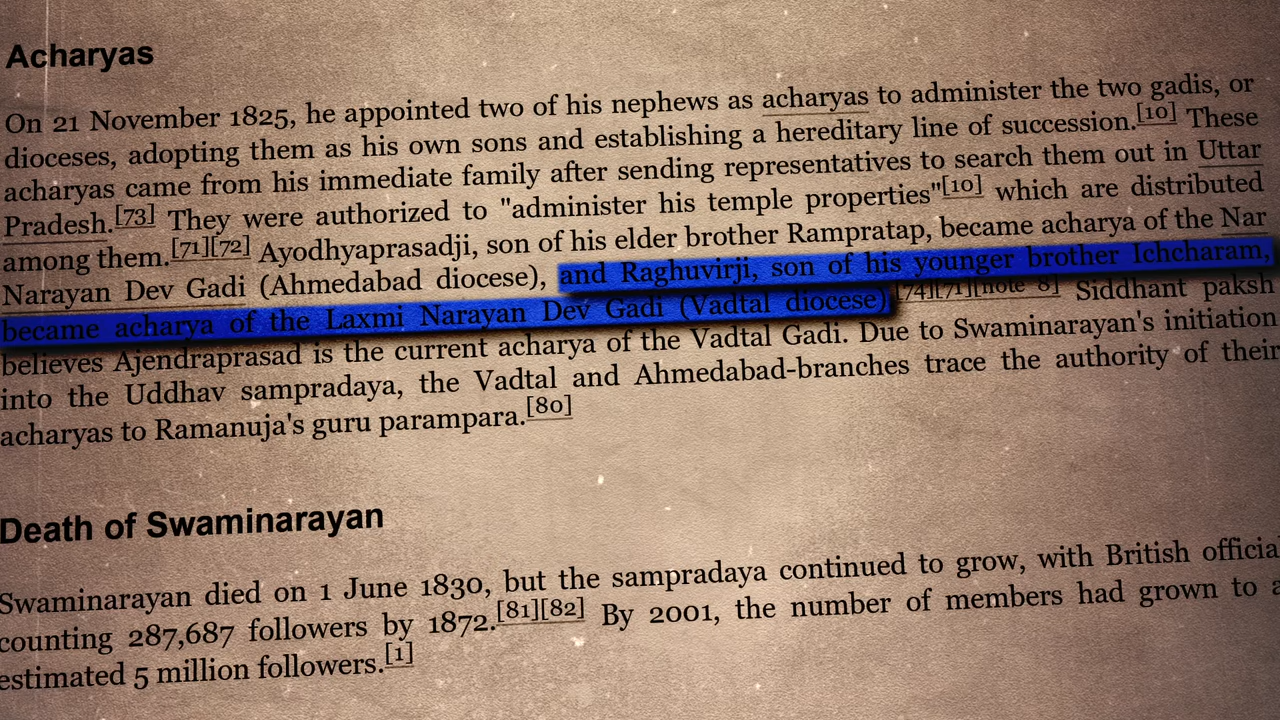 Acharyas
On 21 November 1825, he appointed two of his nephews as acharyas to administer the two gadis, or
dioceses, adopting them as his own sons and establishing a hereditary line of succession.[10] These
acharyas came from his immediate family after sending representatives to search them out in Uttar
Pradesh.[73] They were authorized to "administer his temple properties"[10] which are distributed
among them.[71][72] Ayodhyaprasadji, son of his elder brother Rampratap, became acharya of the Nar
Narayan Dev Gadi (Ahmedabad diocese), and Raghuvirji, son of his younger brother Ichcharam,
became acharya of the Laxmi Narayan Dev Gadi (Vadtal diocese) [74][71][note 8] Siddhant paksh
believes Ajendraprasad is the current acharya of the Vadtal Gadi. Due to Swaminarayan's initiation
into the Uddhav sampradaya, the Vadtal and Ahmedabad-branches trace the authority of their
acharyas to Ramanuja's guru parampara.[80]
Death of Swaminarayan
Swaminarayan died on 1 June 1830, but the sampradaya continued to grow, with British official
counting 287,687 followers by 1872.[81][82] By 2001, the number of members had grown to a
estimated 5 million followers.[1]